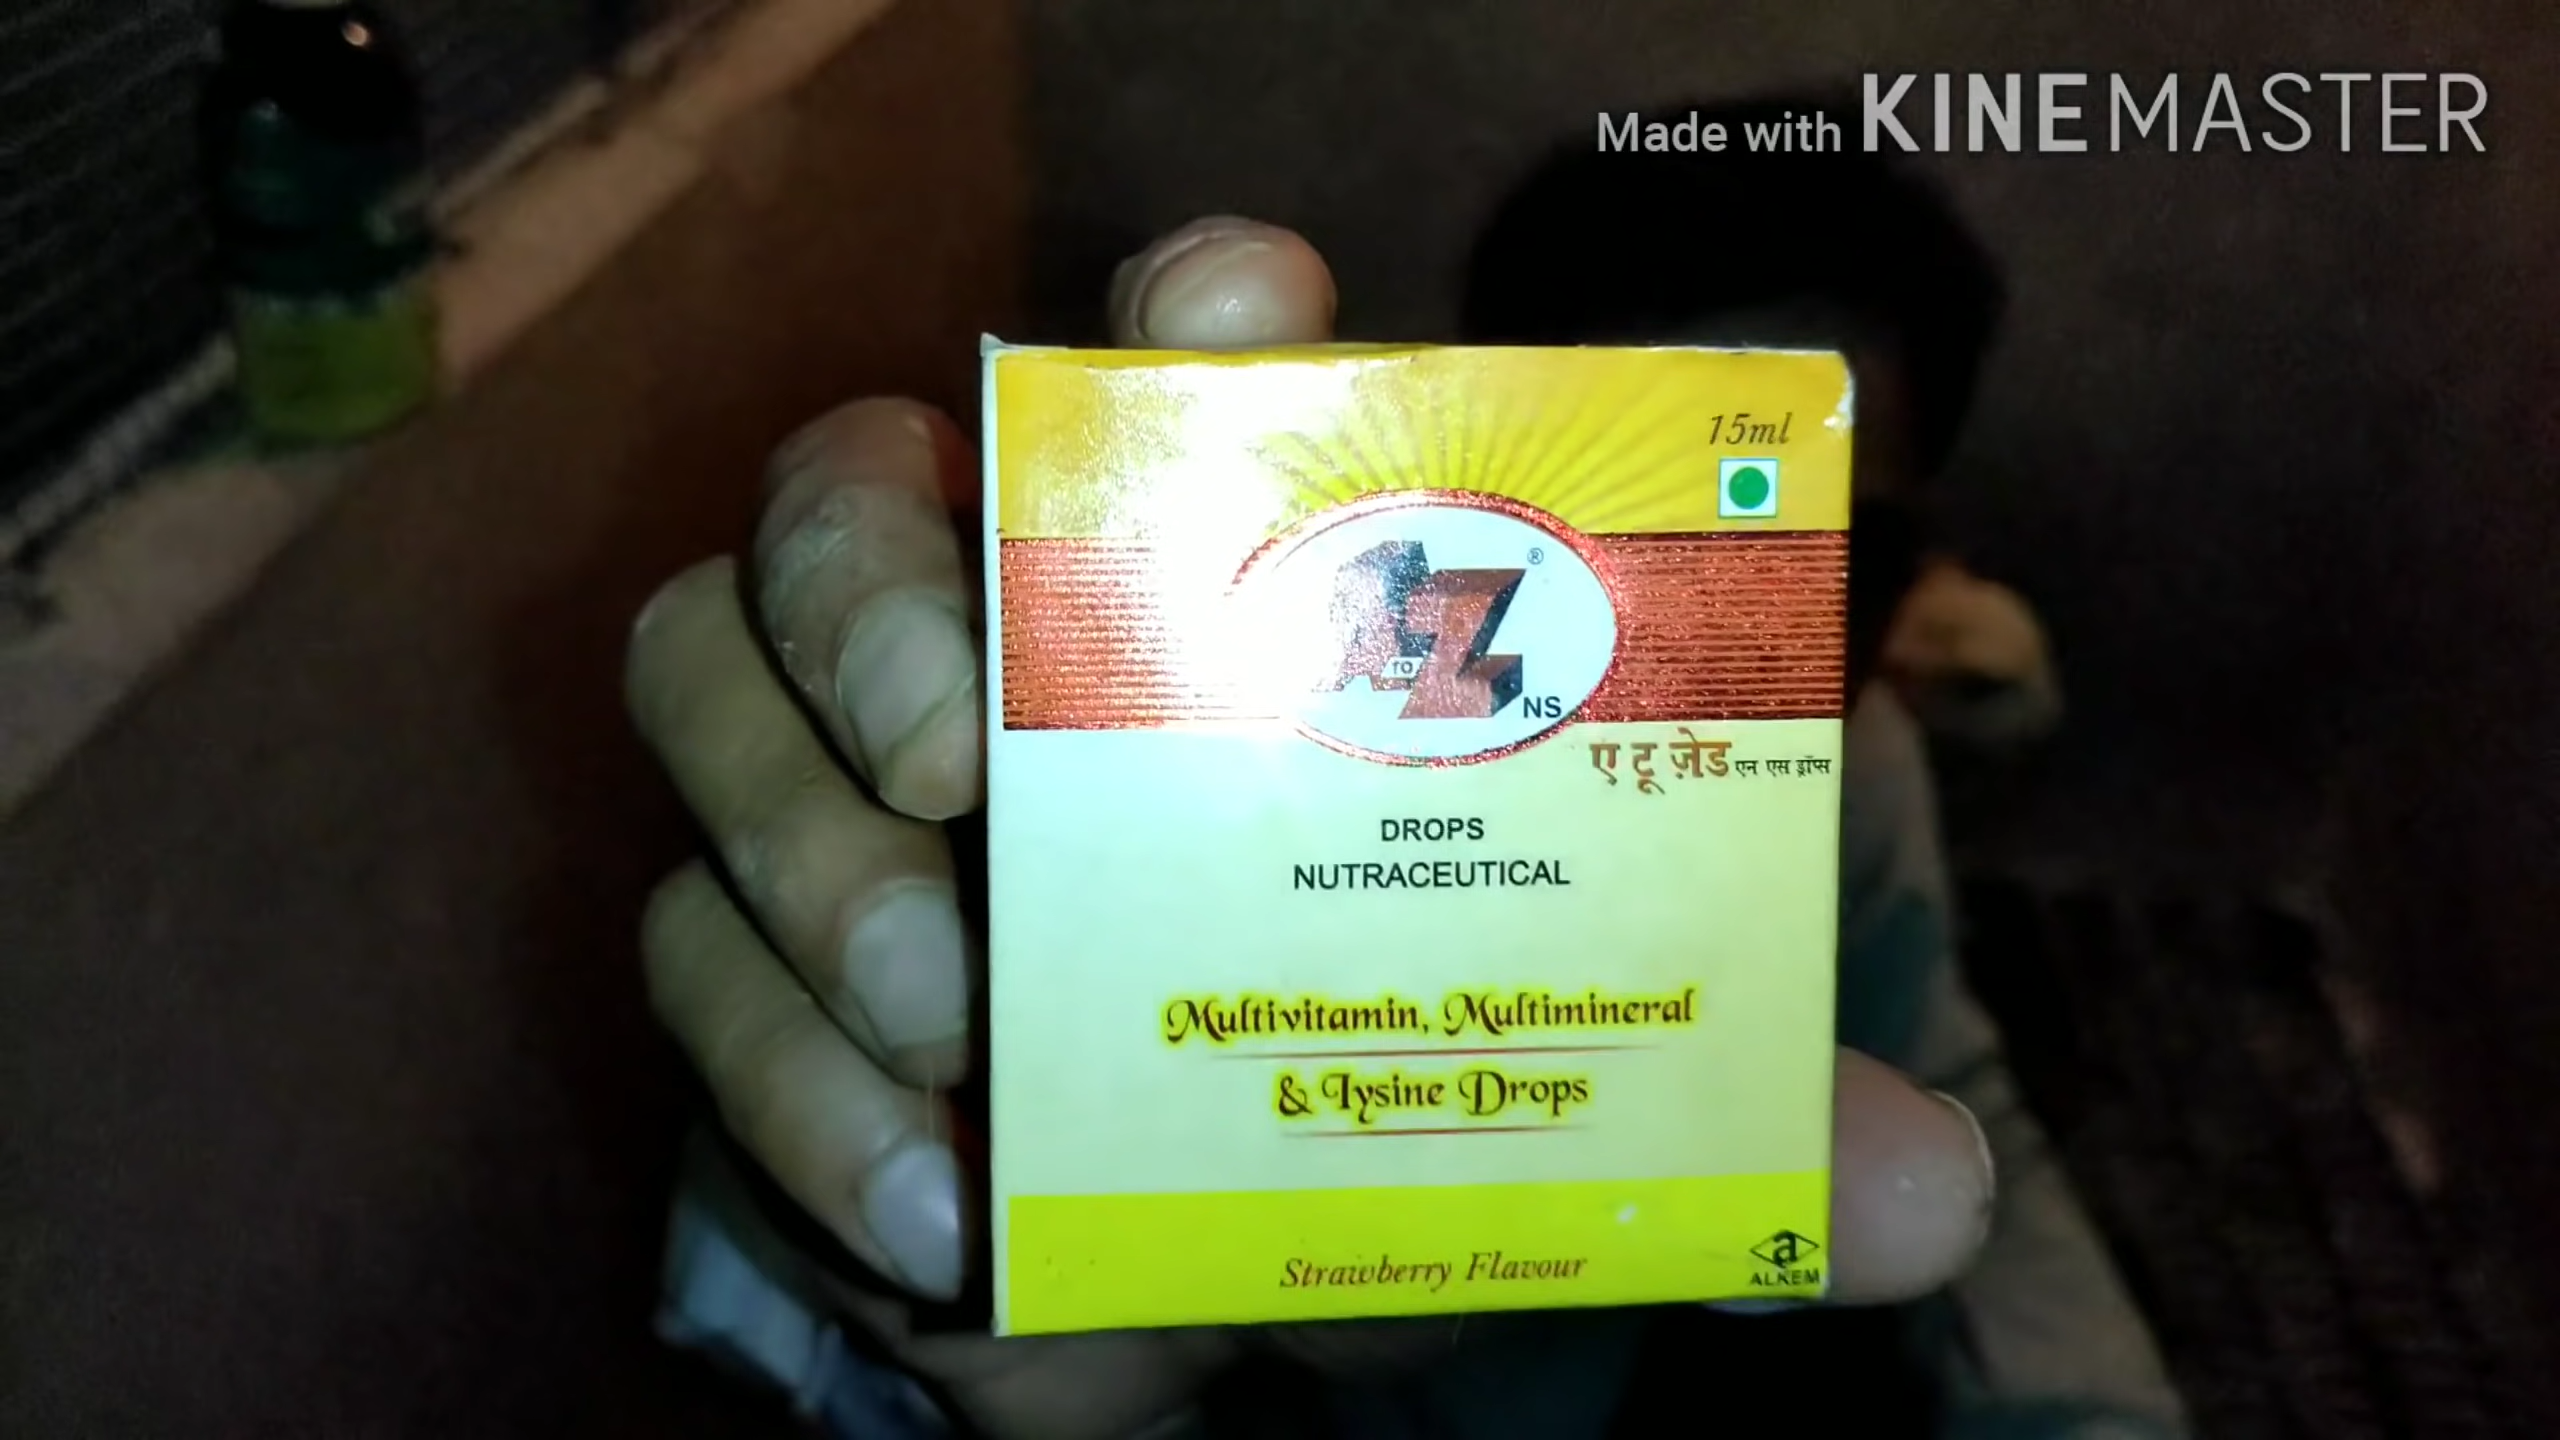 Made with KINEMASTER
15ml
A TO Z ® NS
ए टू ज़ेड एन एस ड्रॉप्स
DROPS
NUTRACEUTICAL
Multivitamin, Multimineral
& Lysine Drops
Strawberry Flavour
a
ALKEM